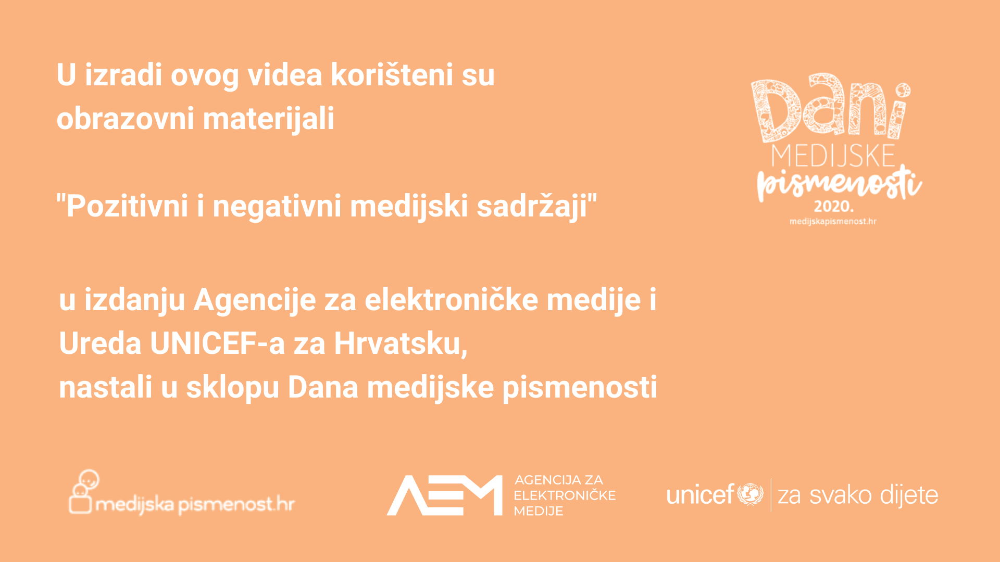 U izradi ovog videa korišteni su
obrazovni materijali
"Pozitivni i negativni medijski sadržaji"
u izdanju Agencije za elektroničke medije i
Ureda UNICEF-a za Hrvatsku,
nastali u sklopu Dana medijske pismenosti
Dani
MEDIJSKE
pismenosti
2020.
medijskapismenost.hr
medijska pismenost.hr
AEM
AGENCIJA ZA
ELEKTRONIČKE
MEDIJE
unicef
za svako dijete